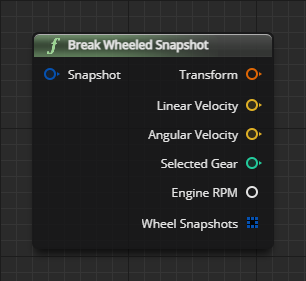 Break Wheeled Snapshot
Snapshot Transform
Linear Velocity
Angular Velocity
Selected Gear
Engine RPM
Wheel Snapshots